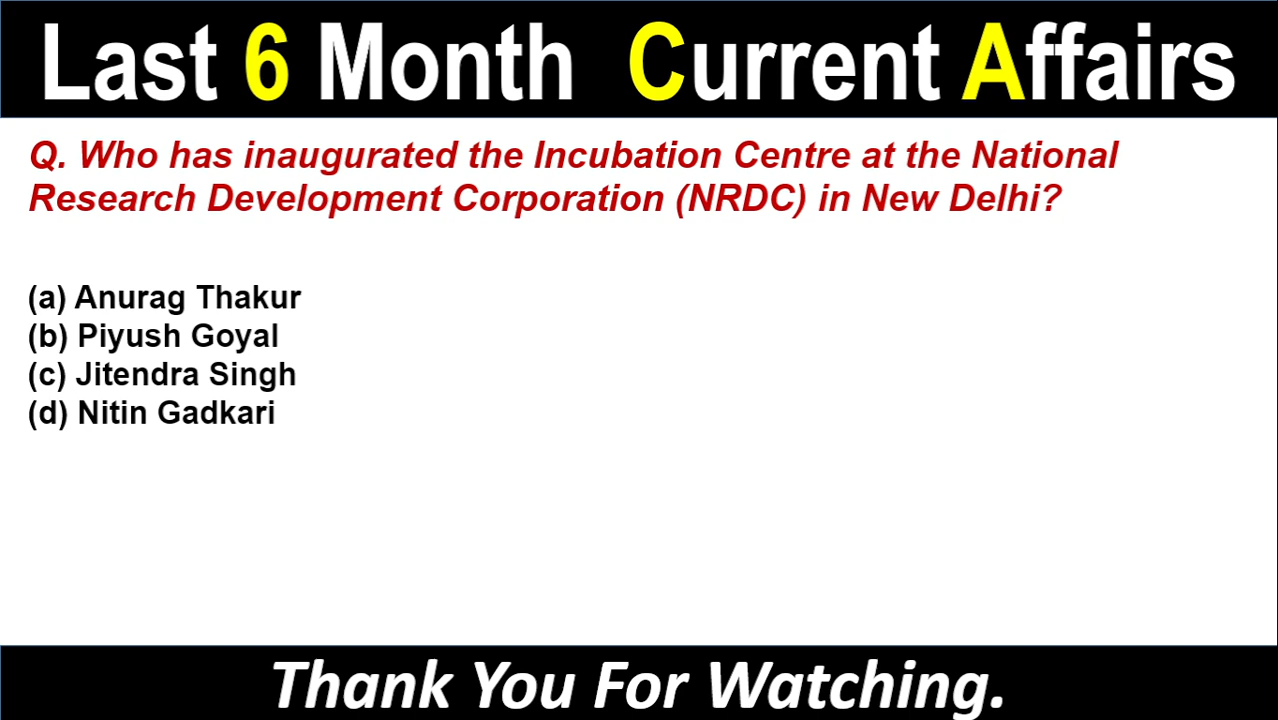 Last 6 Month Current Affairs
Q. Who has inaugurated the Incubation Centre at the National
Research Development Corporation (NRDC) in New Delhi?
(a) Anurag Thakur
(b) Piyush Goyal
(c) Jitendra Singh
(d) Nitin Gadkari
Thank You For Watching.